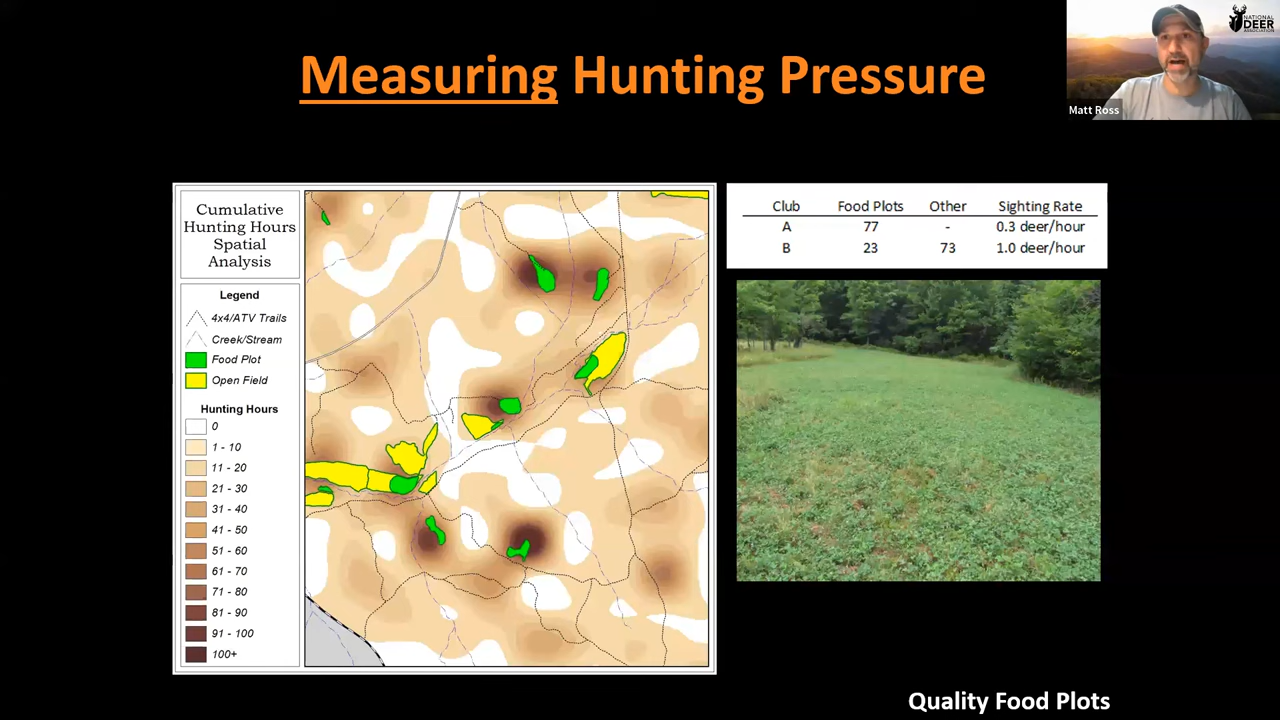 Measuring Hunting Pressure
NATIONAL
DEER
ASSOCIATION
Matt Ross
Cumulative
Hunting Hours
Spatial
Analysis
Legend
4x4/ATV Trails
Creek/Stream
Food Plot
Open Field
Hunting Hours
0
1 - 10
11 - 20
21 - 30
31 - 40
41 - 50
51 - 60
61 - 70
71 - 80
81 - 90
91 - 100
100+
Club Food Plots Other Sighting Rate
A 77 - 0.3 deer/hour
B 23 73 1.0 deer/hour
Quality Food Plots